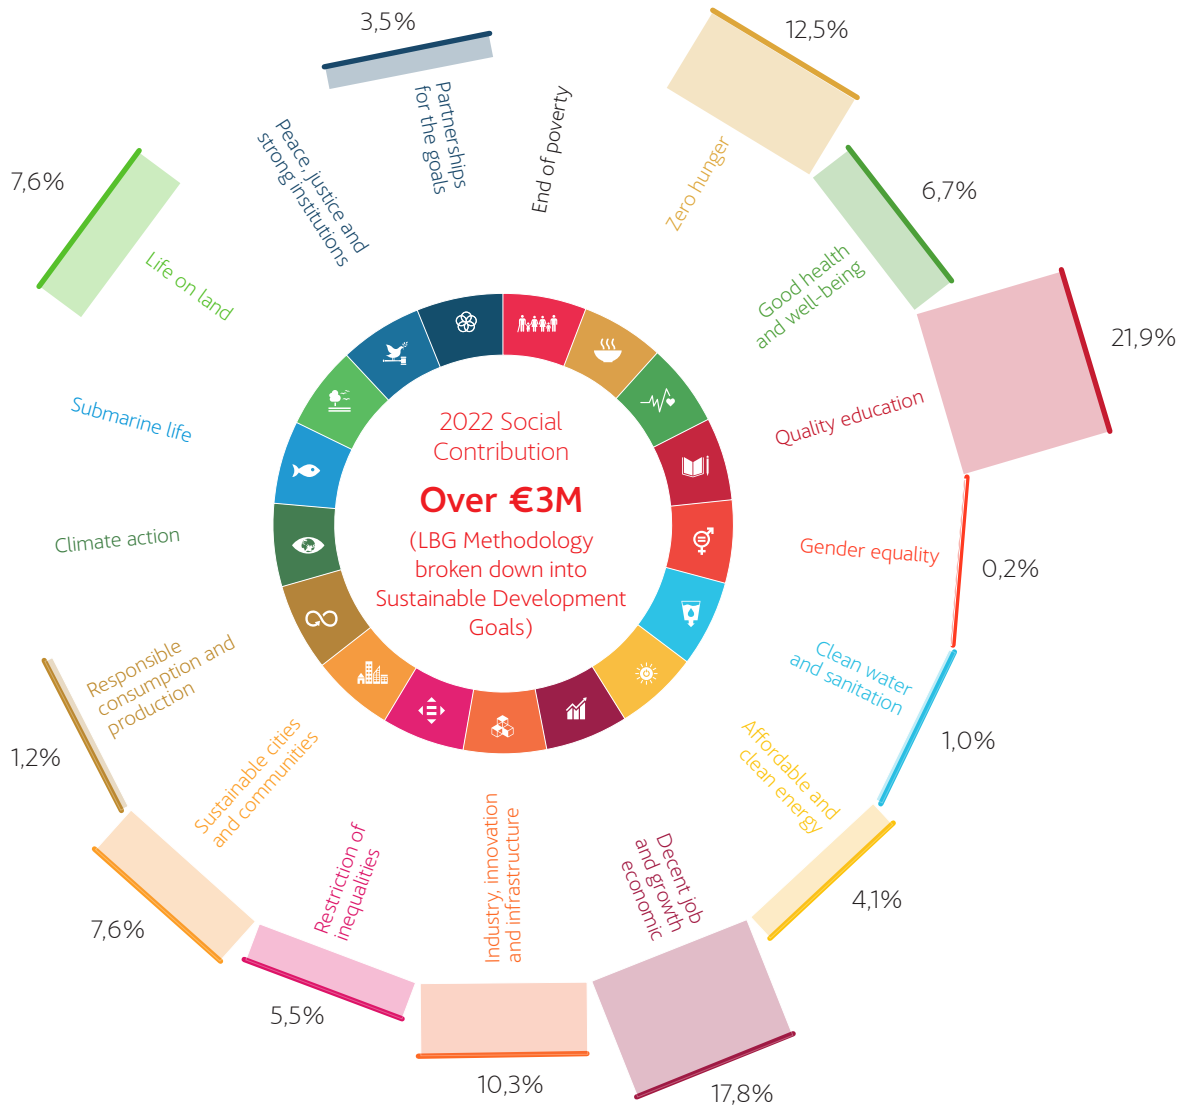 2022 Social
Contribution
Over €3M
(LBG Methodology
broken down into
Sustainable Development
Goals)
End of poverty
Zero hunger
12,5%
Good health
and well-being
6,7%
Quality education
21,9%
Gender equality
0,2%
Clean water
and sanitation
1,0%
Affordable and
clean energy
4,1%
Decent job
and growth
economic
17,8%
Industry, innovation
and infrastructure
10,3%
Restriction of
inequalities
5,5%
Sustainable cities
and communities
7,6%
Responsible
consumption and
production
1,2%
Climate action
Submarine life
Life on land
7,6%
Peace, justice and
strong institutions
Partnerships
for the goals
3,5%